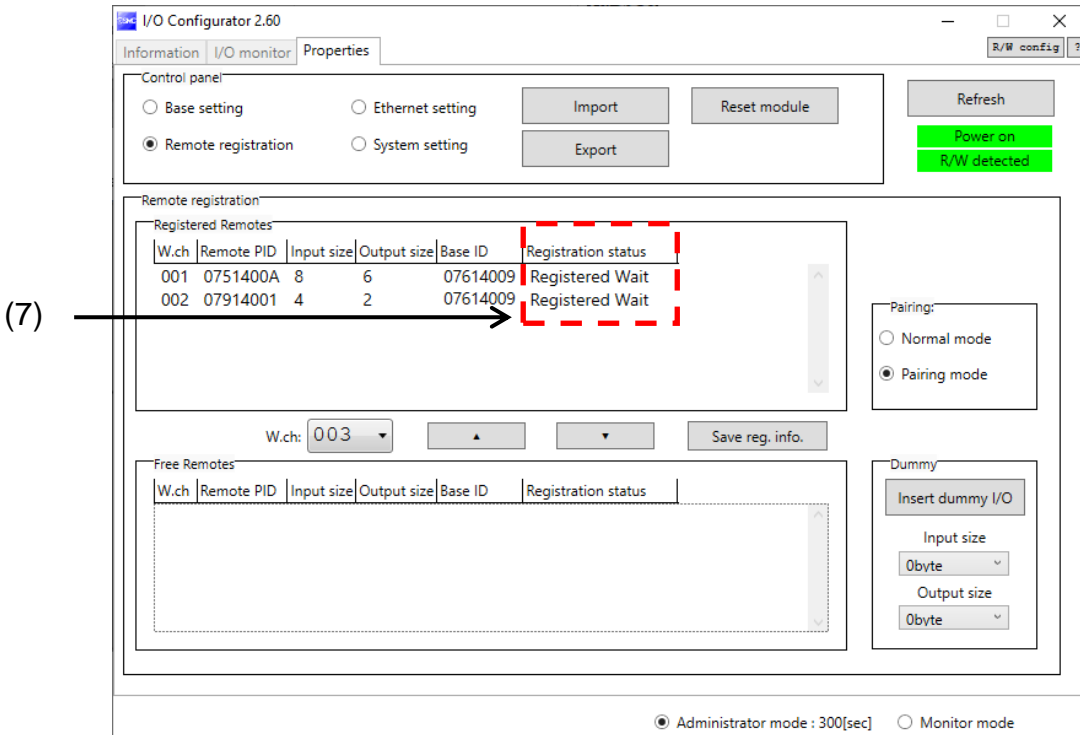 I/O Configurator 2.60
Information I/O monitor Properties
R/W config ?
Control panel
Base setting Ethernet setting Import Reset module Refresh
Remote registration System setting Export
Power on
R/W detected
Remote registration
Registered Remotes
W.ch Remote PID Input size Output size Base ID Registration status
001 0751400A 8 6 07614009 Registered Wait
002 07914001 4 2 07614009 Registered Wait
(7)
Pairing:
Normal mode
Pairing mode
W.ch: 003 ▲ ▼ Save reg. info.
Free Remotes
W.ch Remote PID Input size Output size Base ID Registration status
Dummy
Insert dummy I/O
Input size
0byte
Output size
0byte
Administrator mode : 300[sec] Monitor mode